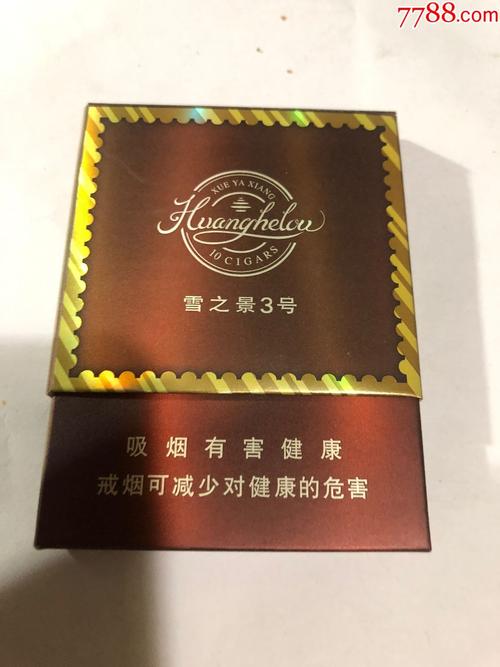 7788.com
XUE YA XIANG
Huanghelou
10 CIGARS
雪之景3号
吸烟有害健康
戒烟可减少对健康的危害